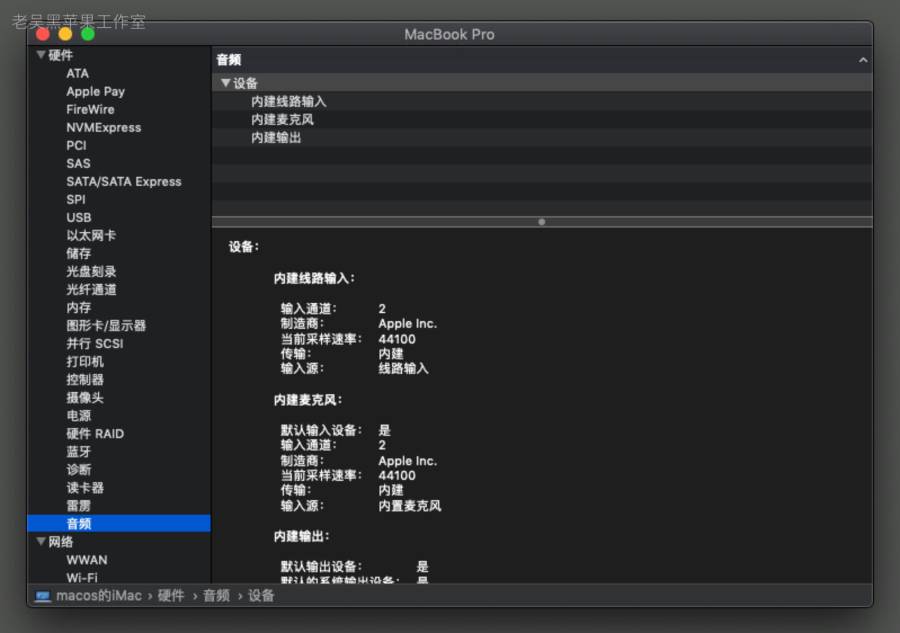 老吴黑苹果工作室
MacBook Pro
硬件
ATA
Apple Pay
FireWire
NVMExpress
PCI
SAS
SATA/SATA Express
SPI
USB
以太网卡
储存
光盘刻录
光纤通道
内存
图形卡/显示器
并行 SCSI
打印机
控制器
摄像头
电源
硬件 RAID
蓝牙
诊断
读卡器
雷雳
音频
网络
WWAN
Wi-Fi
音频
设备
内建线路输入
内建麦克风
内建输出
设备：
内建线路输入：
输入通道： 2
制造商： Apple Inc.
当前采样速率： 44100
传输： 内建
输入源： 线路输入
内建麦克风：
默认输入设备： 是
输入通道： 2
制造商： Apple Inc.
当前采样速率： 44100
传输： 内建
输入源： 内置麦克风
内建输出：
默认输出设备： 是
默认的系统输出设备： 是
macos的iMac › 硬件 › 音频 › 设备